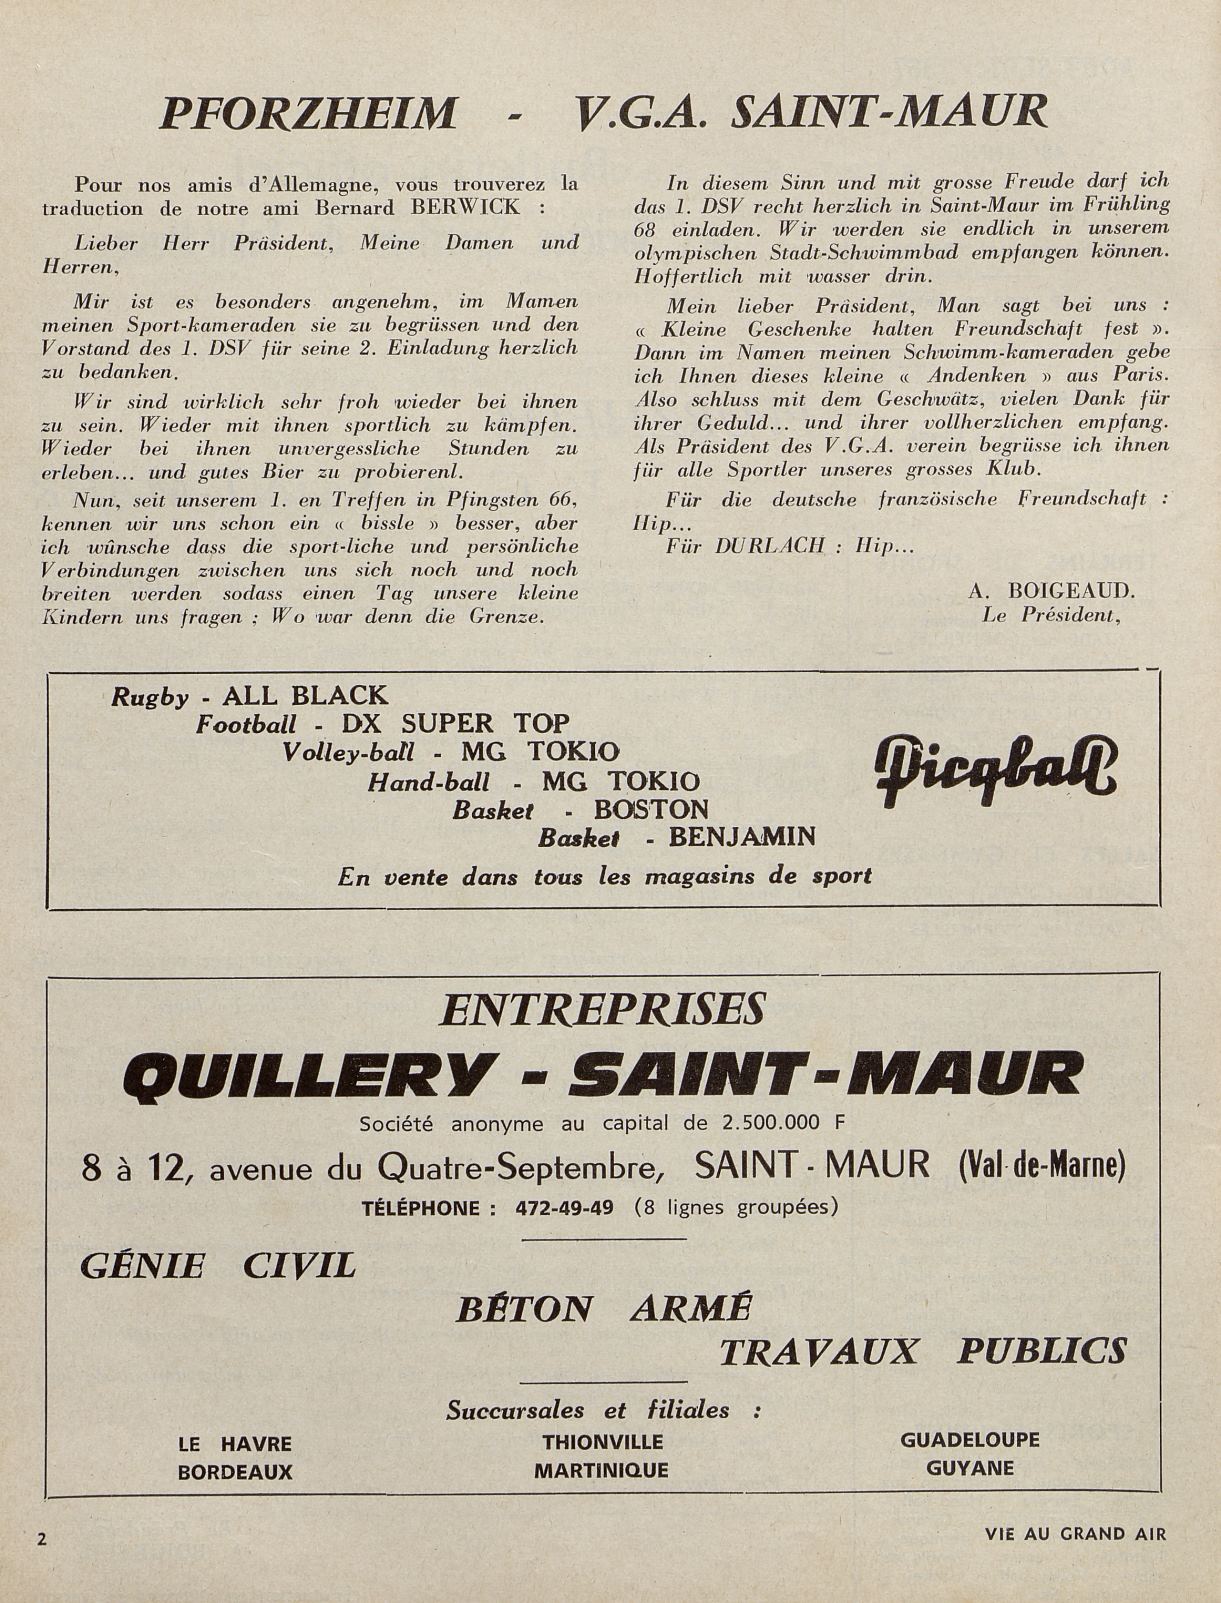 PFORZHEIM - V.G.A. SAINT-MAUR
Pour nos amis d'Allemagne, vous trouverez la
traduction de notre ami Bernard BERWICK :
Lieber Herr Präsident, Meine Damen und
Herren,
Mir ist es besonders angenehm, im Mamen
meinen Sport-kameraden sie zu begrüssen und den
Vorstand des 1. DSV für seine 2. Einladung herzlich
zu bedanken.
Wir sind wirklich sehr froh wieder bei ihnen
zu sein. Wieder mit ihnen sportlich zu kämpfen.
Wieder bei ihnen unvergessliche Stunden zu
erleben... und gutes Bier zu probierenl.
Nun, seit unserem 1. en Treffen in Pfingsten 66,
kennen wir uns schon ein « bissle » besser, aber
ich wûnsche dass die sport-liche und persönliche
Verbindungen zwischen uns sich noch und noch
breiten werden sodass einen Tag unsere kleine
Kindern uns fragen ; Wo war denn die Grenze.
In diesem Sinn und mit grosse Freude darf ich
das 1. DSV recht herzlich in Saint-Maur im Frühling
68 einladen. Wir werden sie endlich in unserem
olympischen Stadt-Schwimmbad empfangen können.
Hoffertlich mit wasser drin.
Mein lieber Präsident, Man sagt bei uns :
« Kleine Geschenke halten Freundschaft fest ».
Dann im Namen meinen Schwimm-kameraden gebe
ich Ihnen dieses kleine « Andenken » aus Paris.
Also schluss mit dem Geschwätz, vielen Dank für
ihrer Geduld... und ihrer vollherzlichen empfang.
Als Präsident des V.G.A. verein begrüsse ich ihnen
für alle Sportler unseres grosses Klub.
Für die deutsche französische Freundschaft :
Hip...
Für DURLACH : Hip...
A. BOIGEAUD.
Le Président,
Rugby - ALL BLACK
Football - DX SUPER TOP
Volley-ball - MG TOKIO
Hand-ball - MG TOKIO
Basket - BOSTON
Basket - BENJAMIN
Picqball
En vente dans tous les magasins de sport
ENTREPRISES
QUILLERY - SAINT-MAUR
Société anonyme au capital de 2.500.000 F
8 à 12, avenue du Quatre-Septembre, SAINT-MAUR (Val-de-Marne)
TÉLÉPHONE : 472-49-49 (8 lignes groupées)
GÉNIE CIVIL
BÉTON ARMÉ
TRAVAUX PUBLICS
Succursales et filiales :
LE HAVRE THIONVILLE GUADELOUPE
BORDEAUX MARTINIQUE GUYANE
2 VIE AU GRAND AIR